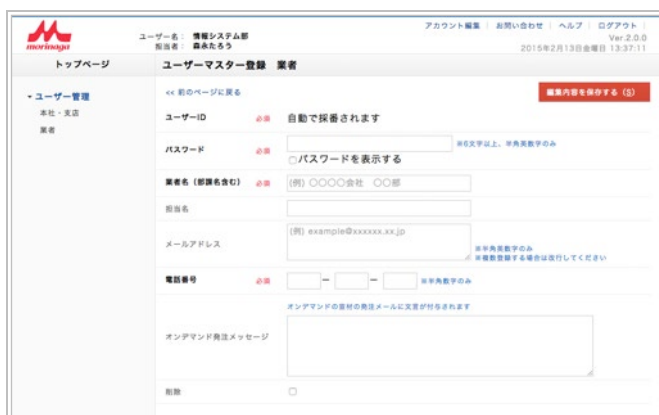 morinaga
ユーザー名： 情報システム部
担当者： 森永たろう
アカウント編集 | お問い合わせ | ヘルプ | ログアウト
Ver.2.0.0
2015年2月13日金曜日 13:37:11
トップページ
ユーザーマスター登録 業者
ユーザー管理
本社・支店
業者
<< 前のページに戻る
編集内容を保存する (S)
ユーザーID 必須 自動で採番されます
パスワード 必須 ※6文字以上、半角英数字のみ
パスワードを表示する
業者名（部課名含む） 必須 (例) 〇〇〇〇会社 〇〇部
担当名
メールアドレス (例) example@xxxxxx.xx.jp
※半角英数字のみ
※複数登録する場合は改行してください
電話番号 必須 ー ー ※半角数字のみ
オンデマンドの資材の発注メールに文言が付与されます
オンデマンド発注メッセージ
削除